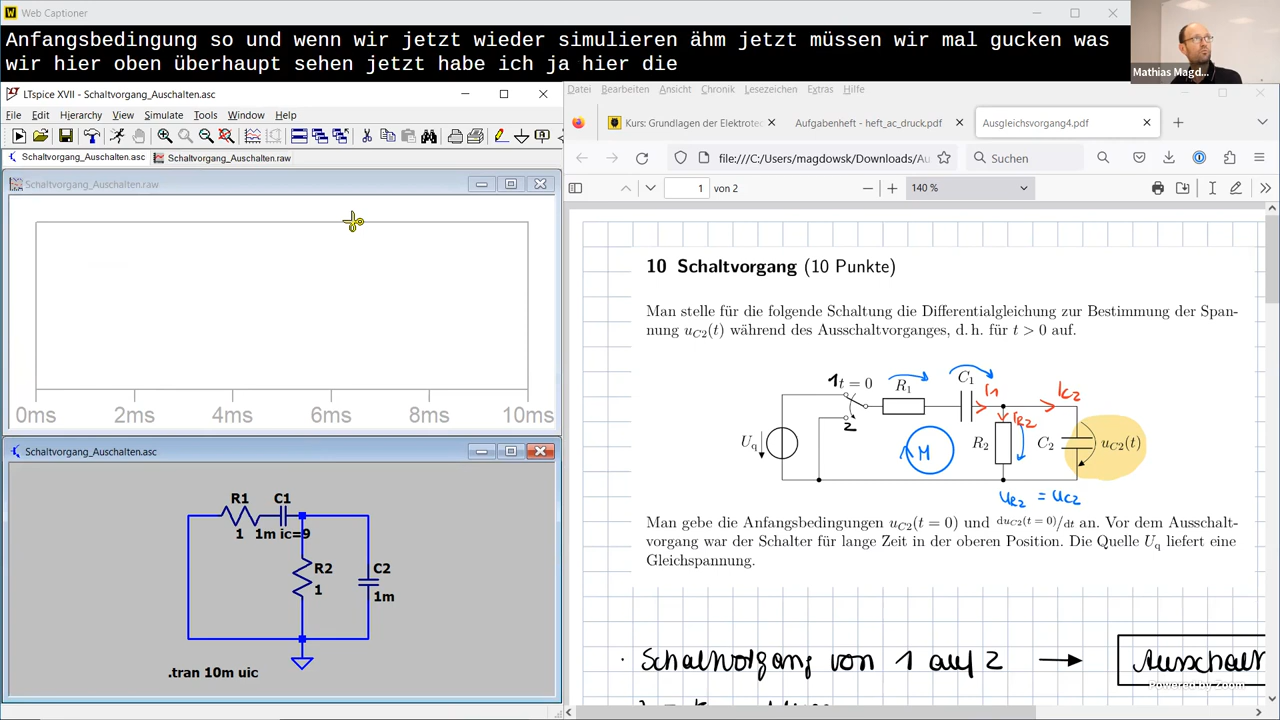 Web Captioner
Anfangsbedingung so und wenn wir jetzt wieder simulieren ähm jetzt müssen wir mal gucken was
wir hier oben überhaupt sehen jetzt habe ich ja hier die
Mathias Magd...
LTspice XVII - Schaltvorgang_Auschalten.asc
File Edit Hierarchy View Simulate Tools Window Help
Schaltvorgang_Auschalten.asc Schaltvorgang_Auschalten.raw
Schaltvorgang_Auschalten.raw
0ms 2ms 4ms 6ms 8ms 10ms
Schaltvorgang_Auschalten.asc
R1 C1
1 1m ic=9
R2 C2
1 1m
.tran 10m uic
Datei Bearbeiten Ansicht Chronik Lesezeichen Extras Hilfe
Kurs: Grundlagen der Elektrotec Aufgabenheft - heft_ac_druck.pdf Ausgleichsvorgang4.pdf
file:///C:/Users/magdowsk/Downloads/Au Suchen
1 von 2 140 %
10 Schaltvorgang (10 Punkte)
Man stelle für die folgende Schaltung die Differentialgleichung zur Bestimmung der Span-
nung uC2(t) während des Ausschaltvorganges, d. h. für t > 0 auf.
1 t = 0 R1 C1 I1 IC2
2 IR2
Uq M R2 C2 uC2(t)
UR2 = UC2
Man gebe die Anfangsbedingungen uC2(t = 0) und duC2(t=0)/dt an. Vor dem Ausschalt-
vorgang war der Schalter für lange Zeit in der oberen Position. Die Quelle Uq liefert eine
Gleichspannung.
· Schaltvorgang von 1 auf 2 → Ausschalt
Powered by Zoom